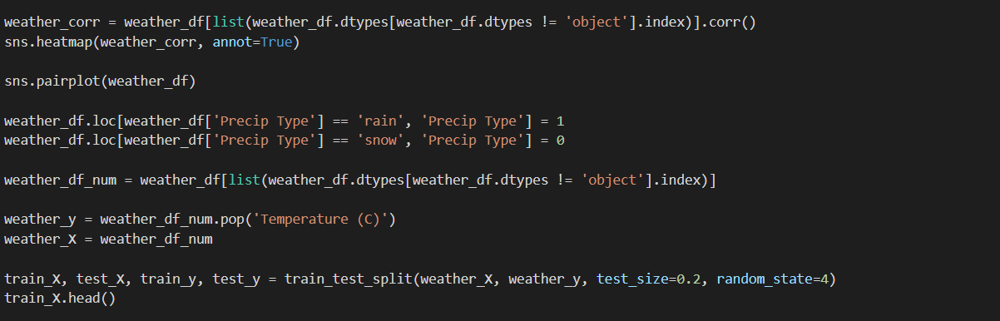 weather_corr = weather_df[list(weather_df.dtypes[weather_df.dtypes != 'object'].index)].corr()
sns.heatmap(weather_corr, annot=True)
sns.pairplot(weather_df)
weather_df.loc[weather_df['Precip Type'] == 'rain', 'Precip Type'] = 1
weather_df.loc[weather_df['Precip Type'] == 'snow', 'Precip Type'] = 0
weather_df_num = weather_df[list(weather_df.dtypes[weather_df.dtypes != 'object'].index)]
weather_y = weather_df_num.pop('Temperature (C)')
weather_X = weather_df_num
train_X, test_X, train_y, test_y = train_test_split(weather_X, weather_y, test_size=0.2, random_state=4)
train_X.head()